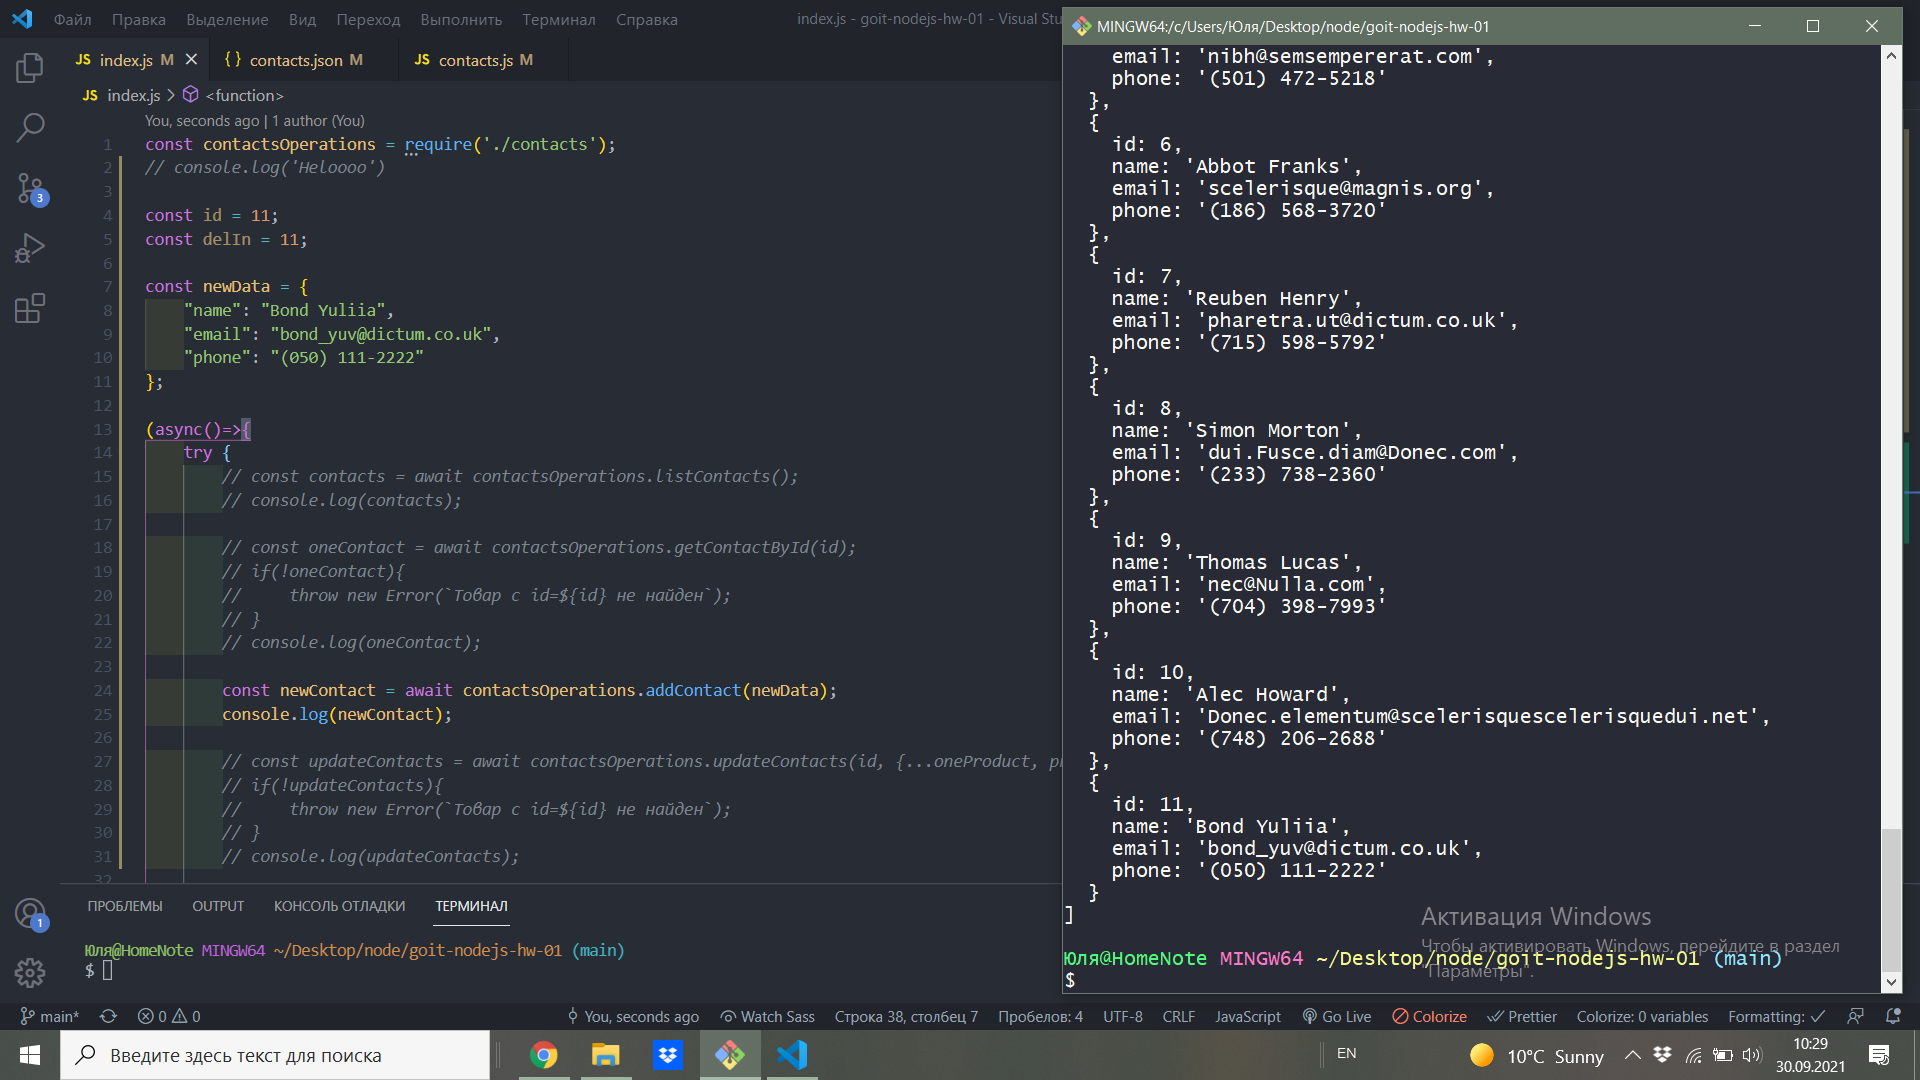 Файл Правка Выделение Вид Переход Выполнить Терминал Справка
index.js - goit-nodejs-hw-01 - Visual Stu
JS index.js M
{ } contacts.json M
JS contacts.js M
JS index.js > <function>
You, seconds ago | 1 author (You)
1 const contactsOperations = require('./contacts');
2 // console.log('Heloooo')
3
4 const id = 11;
5 const delIn = 11;
6
7 const newData = {
8 "name": "Bond Yuliia",
9 "email": "bond_yuv@dictum.co.uk",
10 "phone": "(050) 111-2222"
11 };
12
13 (async()=>{
14 try {
15 // const contacts = await contactsOperations.listContacts();
16 // console.log(contacts);
17
18 // const oneContact = await contactsOperations.getContactById(id);
19 // if(!oneContact){
20 // throw new Error(`Товар с id=${id} не найден`);
21 // }
22 // console.log(oneContact);
23
24 const newContact = await contactsOperations.addContact(newData);
25 console.log(newContact);
26
27 // const updateContacts = await contactsOperations.updateContacts(id, {...oneProduct, p
28 // if(!updateContacts){
29 // throw new Error(`Товар с id=${id} не найден`);
30 // }
31 // console.log(updateContacts);
32
3
1
ПРОБЛЕМЫ OUTPUT КОНСОЛЬ ОТЛАДКИ ТЕРМИНАЛ
Юля@HomeNote MINGW64 ~/Desktop/node/goit-nodejs-hw-01 (main)
$
MINGW64:/c/Users/Юля/Desktop/node/goit-nodejs-hw-01
email: 'nibh@semsempererat.com',
phone: '(501) 472-5218'
},
{
id: 6,
name: 'Abbot Franks',
email: 'scelerisque@magnis.org',
phone: '(186) 568-3720'
},
{
id: 7,
name: 'Reuben Henry',
email: 'pharetra.ut@dictum.co.uk',
phone: '(715) 598-5792'
},
{
id: 8,
name: 'Simon Morton',
email: 'dui.Fusce.diam@Donec.com',
phone: '(233) 738-2360'
},
{
id: 9,
name: 'Thomas Lucas',
email: 'nec@Nulla.com',
phone: '(704) 398-7993'
},
{
id: 10,
name: 'Alec Howard',
email: 'Donec.elementum@scelerisquescelerisquedui.net',
phone: '(748) 206-2688'
},
{
id: 11,
name: 'Bond Yuliia',
email: 'bond_yuv@dictum.co.uk',
phone: '(050) 111-2222'
}
]
Юля@HomeNote MINGW64 ~/Desktop/node/goit-nodejs-hw-01 (main)
$
Активация Windows
Чтобы активировать Windows, перейдите в раздел
"Параметры".
main* 0 0 You, seconds ago Watch Sass Строка 38, столбец 7 Пробелов: 4 UTF-8 CRLF JavaScript Go Live Colorize Prettier Colorize: 0 variables Formatting: ✓
Введите здесь текст для поиска
EN
10°C Sunny
10:29
30.09.2021